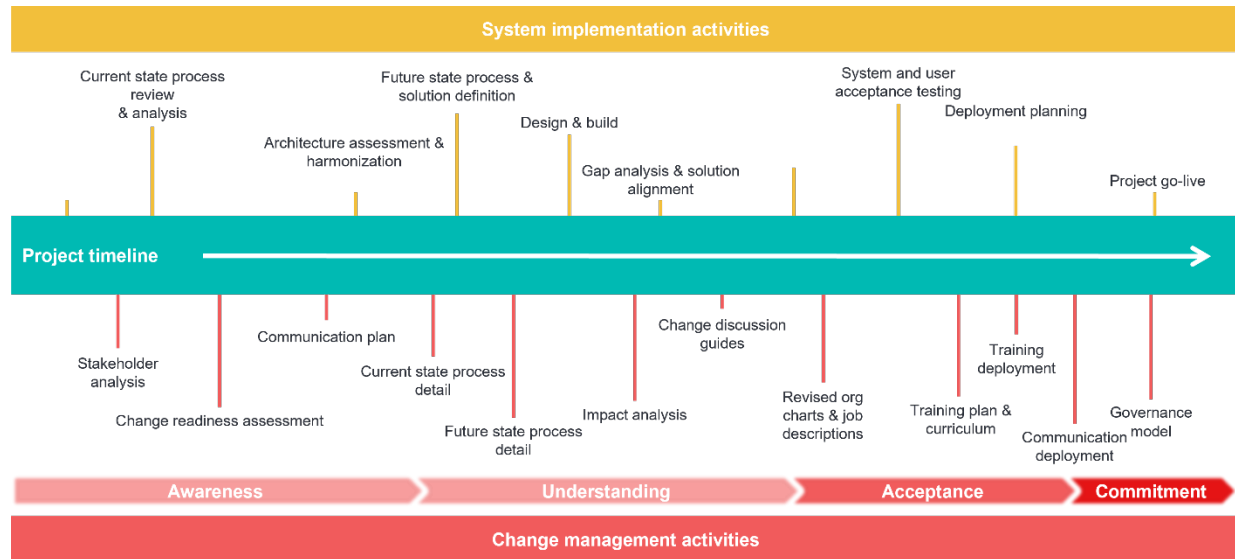 System implementation activities
Current state process
review
& analysis
Architecture assessment &
harmonization
Future state process &
solution definition
Design & build
Gap analysis & solution
alignment
System and user
acceptance testing
Deployment planning
Project go-live
Project timeline
Stakeholder
analysis
Change readiness assessment
Communication plan
Current state process
detail
Future state process
detail
Impact analysis
Change discussion
guides
Revised org
charts & job
descriptions
Training plan &
curriculum
Training
deployment
Communication
deployment
Governance
model
Awareness
Understanding
Acceptance
Commitment
Change management activities